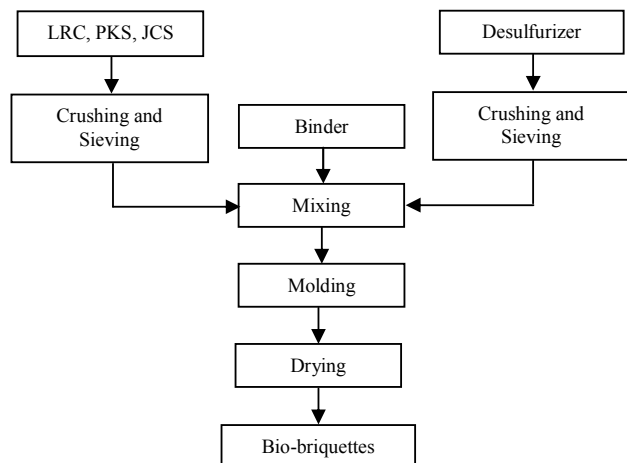 LRC, PKS, JCS
Desulfurizer
Crushing and
Sieving
Binder
Crushing and
Sieving
Mixing
Molding
Drying
Bio-briquettes